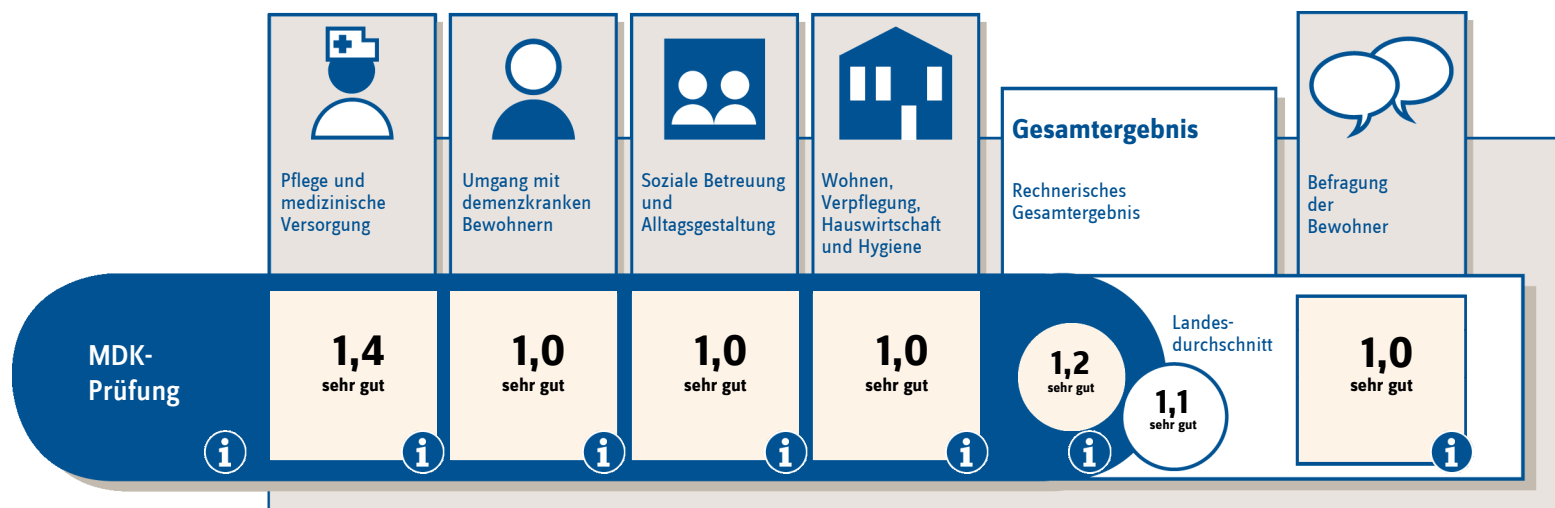 Pflege und
medizinische
Versorgung
Umgang mit
demenzkranken
Bewohnern
Soziale Betreuung
und
Alltagsgestaltung
Wohnen,
Verpflegung,
Hauswirtschaft
und Hygiene
Gesamtergebnis
Rechnerisches
Gesamtergebnis
Befragung
der
Bewohner
MDK-
Prüfung
i
1,4
sehr gut
i
1,0
sehr gut
i
1,0
sehr gut
i
1,0
sehr gut
i
1,2
sehr gut
i
Landes-
durchschnitt
1,1
sehr gut
1,0
sehr gut
i